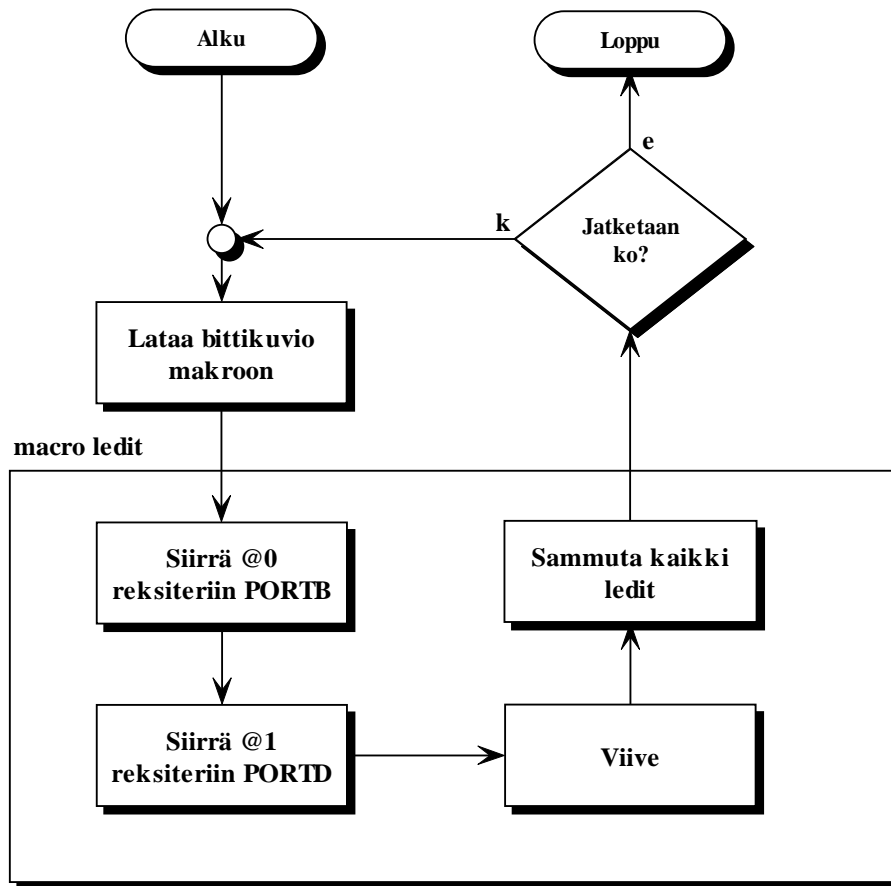 Alku
Loppu
e
k
Jatketaan
ko?
Lataa bittikuvio
makroon
macro ledit
Siirrä @0
reksiteriin PORTB
Sammuta kaikki
ledit
Siirrä @1
reksiteriin PORTD
Viive